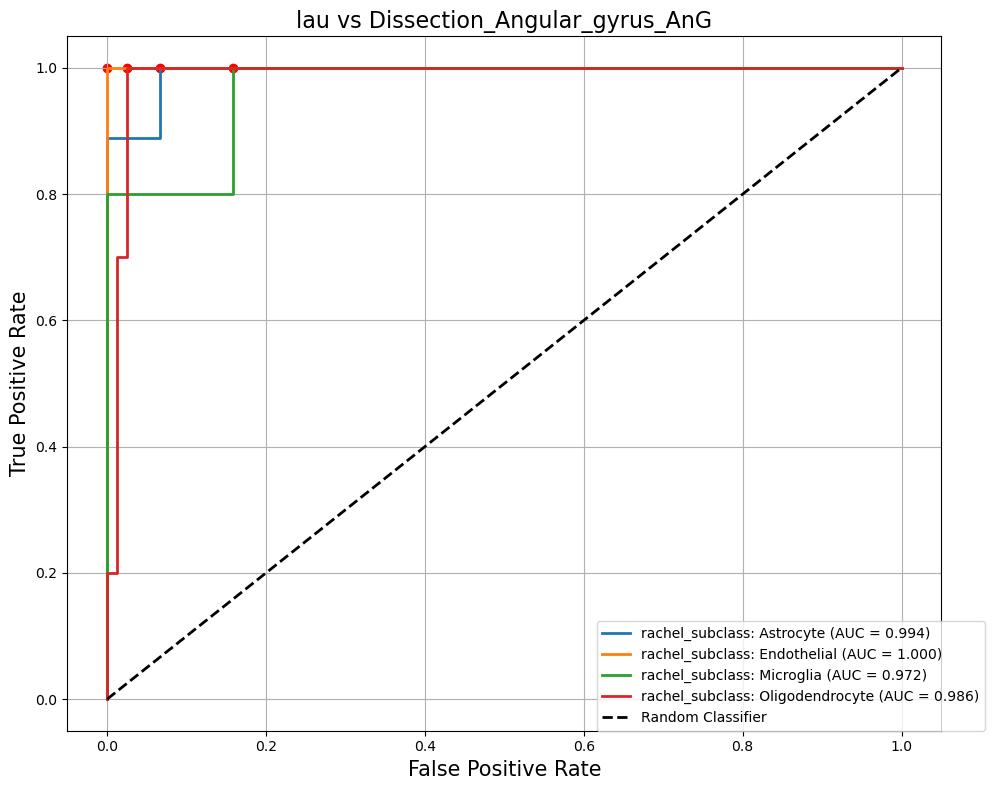 lau vs Dissection_Angular_gyrus_AnG
True Positive Rate
1.0
0.8
0.6
0.4
0.2
0.0
rachel_subclass: Astrocyte (AUC = 0.994)
rachel_subclass: Endothelial (AUC = 1.000)
rachel_subclass: Microglia (AUC = 0.972)
rachel_subclass: Oligodendrocyte (AUC = 0.986)
Random Classifier
0.0 0.2 0.4 0.6 0.8 1.0
False Positive Rate